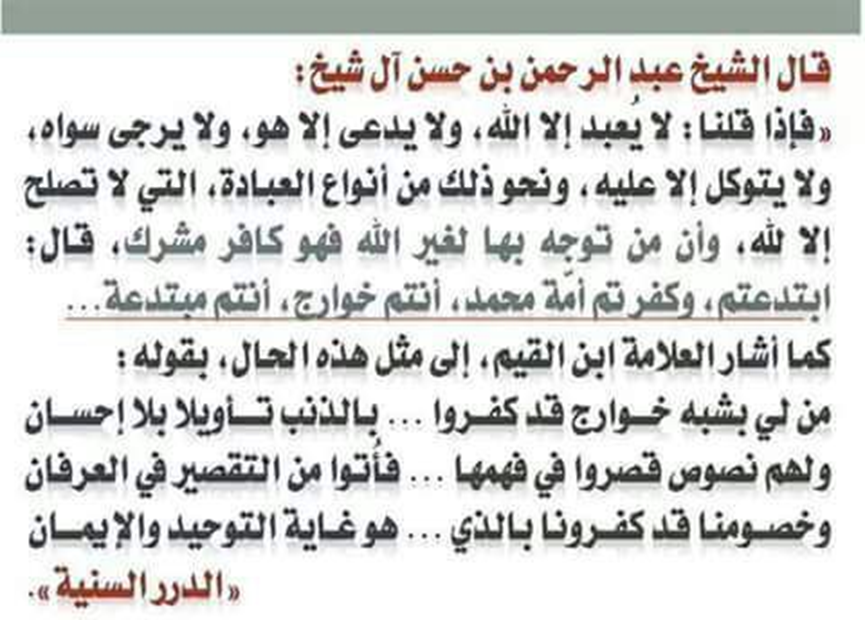 قال الشيخ عبد الرحمن بن حسن آل شيخ :
« فإذا قلنا : لا يُعبد إلا الله، ولا يدعى إلا هو، ولا يرجى سواه،
ولا يتوكل إلا عليه، ونحو ذلك من أنواع العبادة، التي لا تصلح
إلا لله، وأن من توجه بها لغير الله فهو كافر مشرك، قال :
ابتدعتم، وكفرتم أمّة محمد، أنتم خوارج، أنتم مبتدعة...
كما أشار العلامة ابن القيم، إلى مثل هذه الحال، بقوله :
من لي بشبه خوارج قد كفروا ... بالذنب تأويلا بلا إحسان
ولهم نصوص قصروا في فهمها ... فأُتوا من التقصير في العرفان
وخصومنا قد كفرونا بالذي ... هو غاية التوحيد والإيمان
« الدرر السنية ».